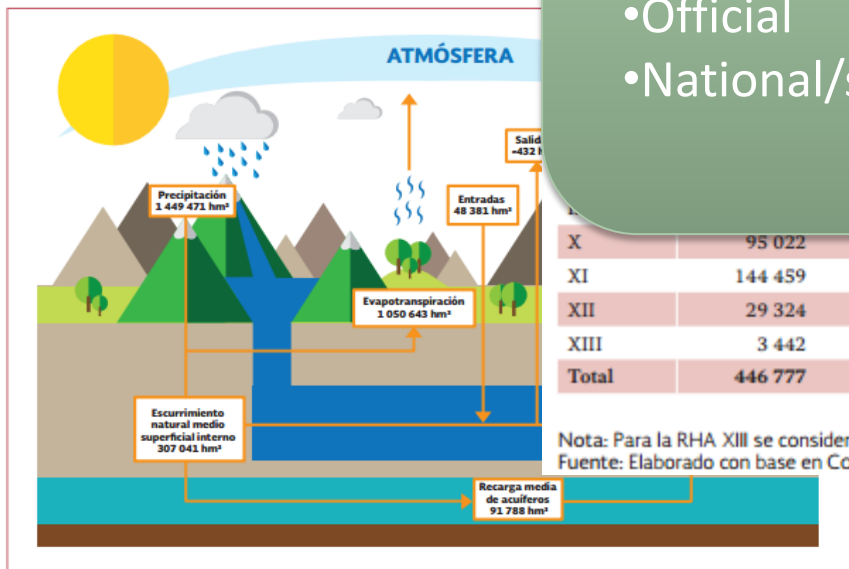 •Official
•National/s
ATMÓSFERA
Salid
-432 h
Precipitación
1 449 471 hm³
Entradas
48 381 hm³
Evapotranspiración
1 050 643 hm³
Escurrimiento
natural medio
superficial interno
307 041 hm³
Recarga media
de acuíferos
91 788 hm³
X 95 022
XI 144 459
XII 29 324
XIII 3 442
Total 446 777
Nota: Para la RHA XIII se consider
Fuente: Elaborado con base en Co